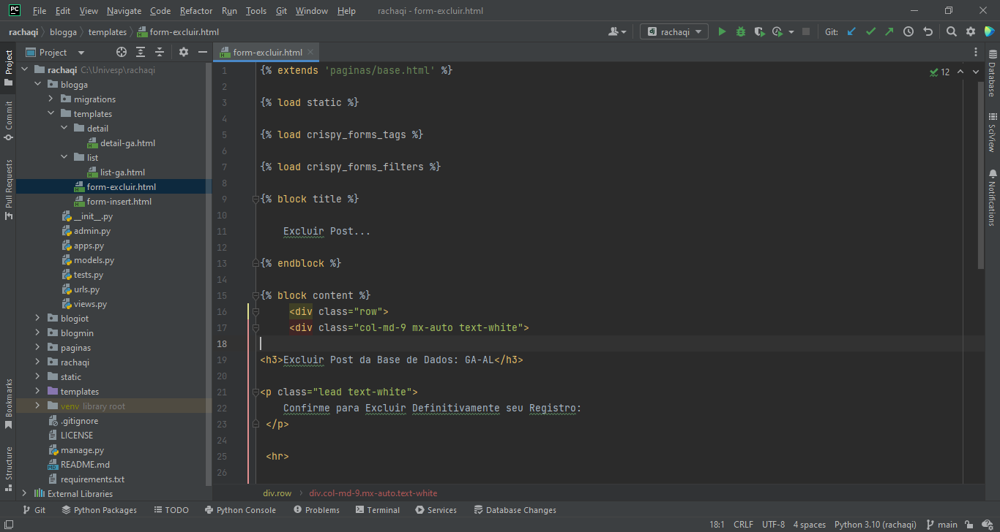 PC File Edit View Navigate Code Refactor Run Tools Git Window Help rachaqi - form-excluir.html
rachaqi blogga templates form-excluir.html rachaqi Git:
Project form-excluir.html
Project
Commit
Pull Requests
Bookmarks
Structure
rachaqi C:\Univesp\rachaqi
blogga
migrations
templates
detail
detail-ga.html
list
list-ga.html
form-excluir.html
form-insert.html
__init__.py
admin.py
apps.py
models.py
tests.py
urls.py
views.py
blogiot
blogmin
paginas
rachaqi
static
templates
venv library root
.gitignore
LICENSE
manage.py
README.md
requirements.txt
External Libraries
12
1 {% extends 'paginas/base.html' %}
2
3 {% load static %}
4
5 {% load crispy_forms_tags %}
6
7 {% load crispy_forms_filters %}
8
9 {% block title %}
10
11 Excluir Post...
12
13 {% endblock %}
14
15 {% block content %}
16 <div class="row">
17 <div class="col-md-9 mx-auto text-white">
18
19 <h3>Excluir Post da Base de Dados: GA-AL</h3>
20
21 <p class="lead text-white">
22 Confirme para Excluir Definitivamente seu Registro:
23 </p>
24
25 <hr>
26
div.row div.col-md-9.mx-auto.text-white
Database
SciView
Notifications
Git Python Packages TODO Python Console Problems Terminal Services Database Changes
18:1 CRLF UTF-8 4 spaces Python 3.10 (rachaqi) main